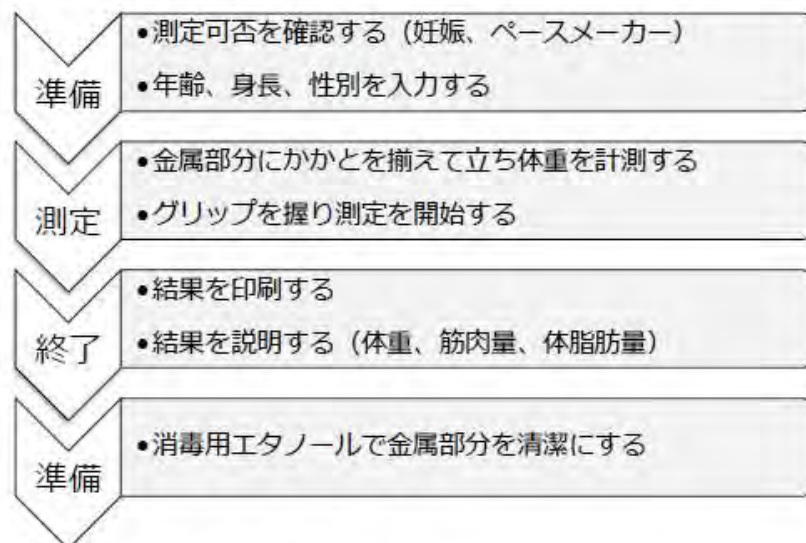 準備
•測定可否を確認する（妊娠、ペースメーカー）
•年齢、身長、性別を入力する
測定
•金属部分にかかとを揃えて立ち体重を計測する
•グリップを握り測定を開始する
終了
•結果を印刷する
•結果を説明する（体重、筋肉量、体脂肪量）
準備
•消毒用エタノールで金属部分を清潔にする